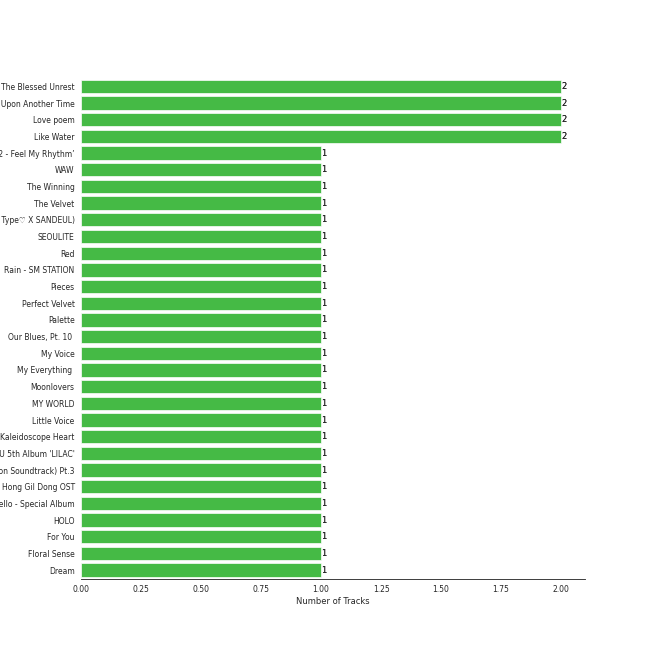 The Blessed Unrest 2
Upon Another Time 2
Love poem 2
Like Water 2
2 - Feel My Rhythm' 1
WAW 1
The Winning 1
The Velvet 1
Type♡ X SANDEUL) 1
SEOULITE 1
Red 1
Rain - SM STATION 1
Pieces 1
Perfect Velvet 1
Palette 1
Our Blues, Pt. 10 1
My Voice 1
My Everything 1
Moonlovers 1
MY WORLD 1
Little Voice 1
Kaleidoscope Heart 1
U 5th Album 'LILAC' 1
on Soundtrack) Pt.3 1
Hong Gil Dong OST 1
ello - Special Album 1
HOLO 1
For You 1
Floral Sense 1
Dream 1
0.00 0.25 0.50 0.75 1.00 1.25 1.50 1.75 2.00
Number of Tracks